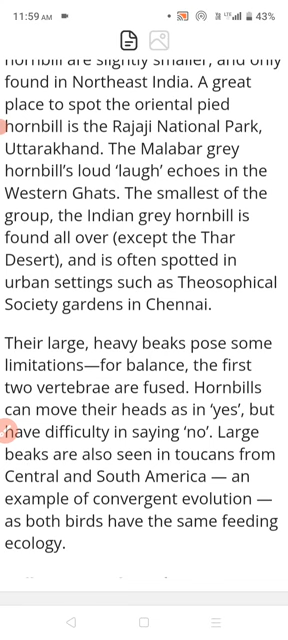 11:59 AM
43%
hornbill are slightly smaller, and only
found in Northeast India. A great
place to spot the oriental pied
hornbill is the Rajaji National Park,
Uttarakhand. The Malabar grey
hornbill’s loud ‘laugh’ echoes in the
Western Ghats. The smallest of the
group, the Indian grey hornbill is
found all over (except the Thar
Desert), and is often spotted in
urban settings such as Theosophical
Society gardens in Chennai.
Their large, heavy beaks pose some
limitations—for balance, the first
two vertebrae are fused. Hornbills
can move their heads as in ‘yes’, but
have difficulty in saying ‘no’. Large
beaks are also seen in toucans from
Central and South America — an
example of convergent evolution —
as both birds have the same feeding
ecology.